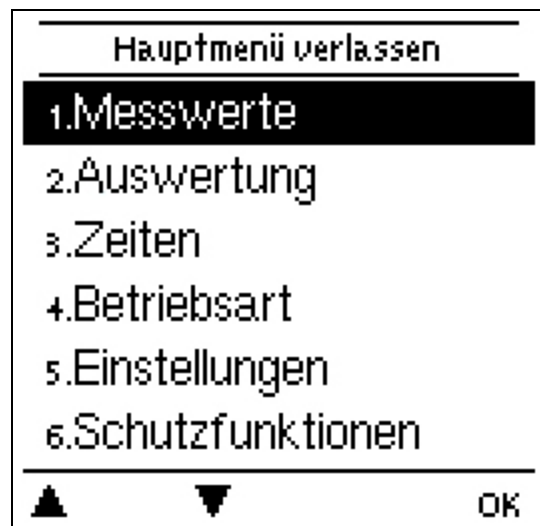 Hauptmenü verlassen
1.Messwerte
2.Auswertung
3.Zeiten
4.Betriebsart
5.Einstellungen
6.Schutzfunktionen
OK